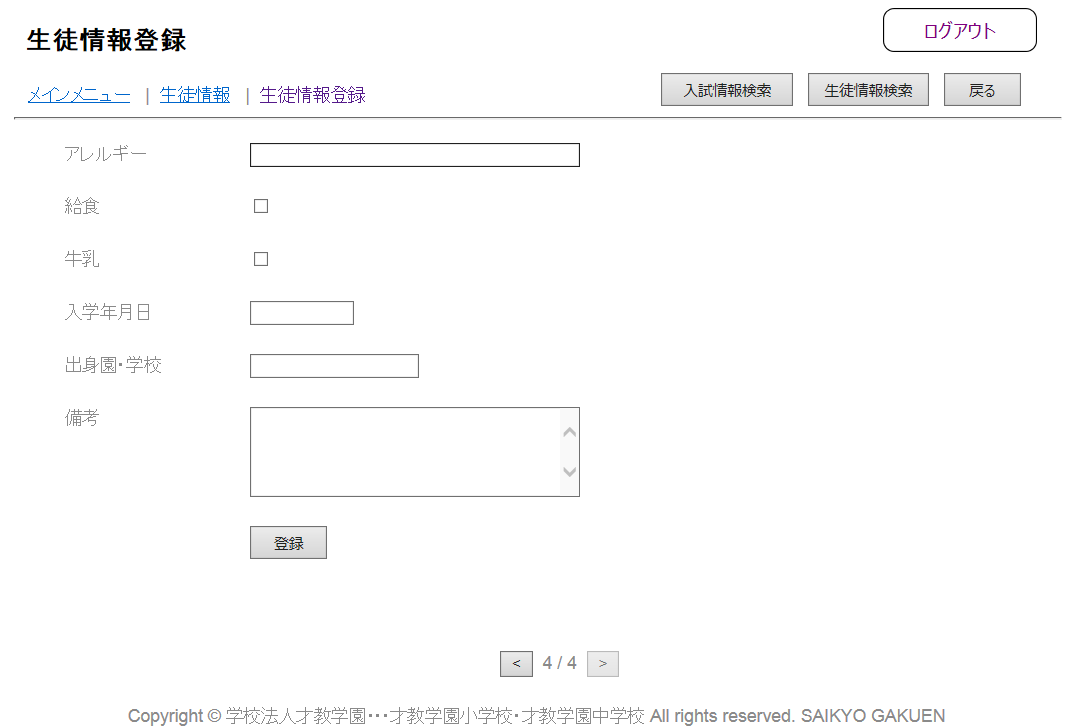 生徒情報登録
ログアウト
メインメニュー | 生徒情報 | 生徒情報登録
入試情報検索 生徒情報検索 戻る
アレルギー
給食
牛乳
入学年月日
出身園・学校
備考
登録
< 4 / 4 >
Copyright © 学校法人才教学園・・・才教学園小学校・才教学園中学校 All rights reserved. SAIKYO GAKUEN